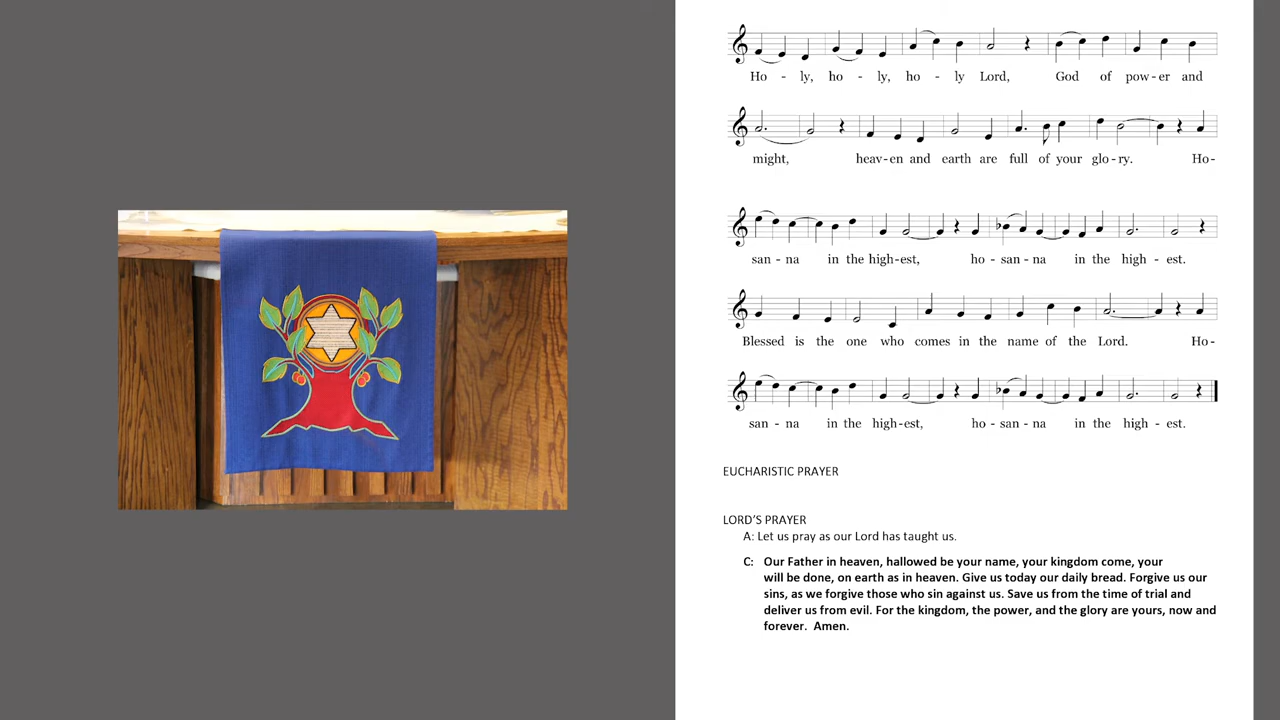 Ho - ly, ho - ly, ho - ly Lord, God of pow - er and
might, heav - en and earth are full of your glo - ry. Ho -
san - na in the high - est, ho - san - na in the high - est.
Blessed is the one who comes in the name of the Lord. Ho -
san - na in the high - est, ho - san - na in the high - est.
EUCHARISTIC PRAYER
LORD'S PRAYER
A: Let us pray as our Lord has taught us.
C: Our Father in heaven, hallowed be your name, your kingdom come, your
will be done, on earth as in heaven. Give us today our daily bread. Forgive us our
sins, as we forgive those who sin against us. Save us from the time of trial and
deliver us from evil. For the kingdom, the power, and the glory are yours, now and
forever. Amen.